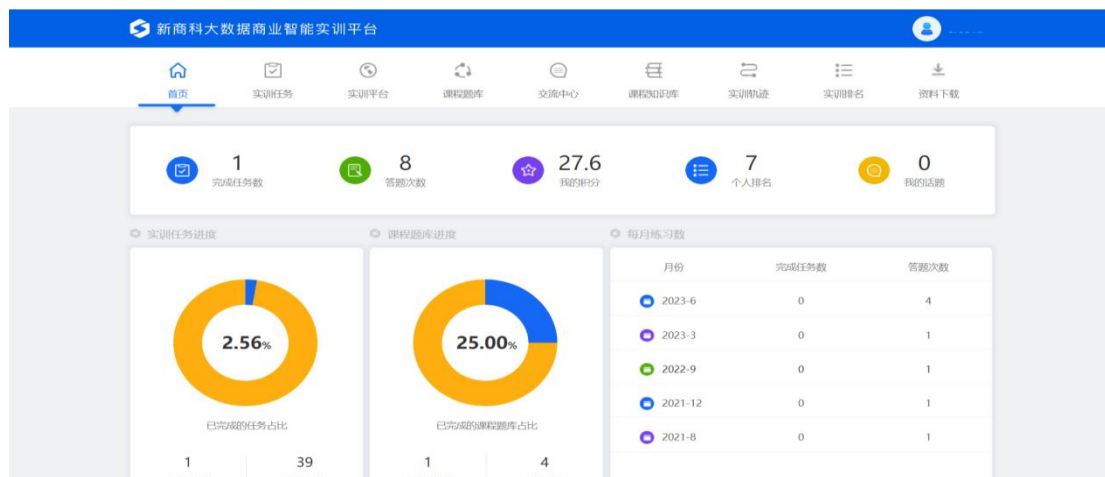 新商科大数据商业智能实训平台
首页 实训任务 实训平台 课程题库 交流中心 课程知识库 实训轨迹 实训排名 资料下载
1 8 27.6 7 0
完成任务数 答题次数 我的积分 个人排名 我的话题
实训任务进度 课程题库进度 每月练习数
月份 完成任务数 答题次数
2023-6 0 4
2023-3 0 1
2022-9 0 1
2021-12 0 1
2021-8 0 1
2.56% 25.00%
已完成的任务占比 已完成的课程题库占比
1 39 1 4